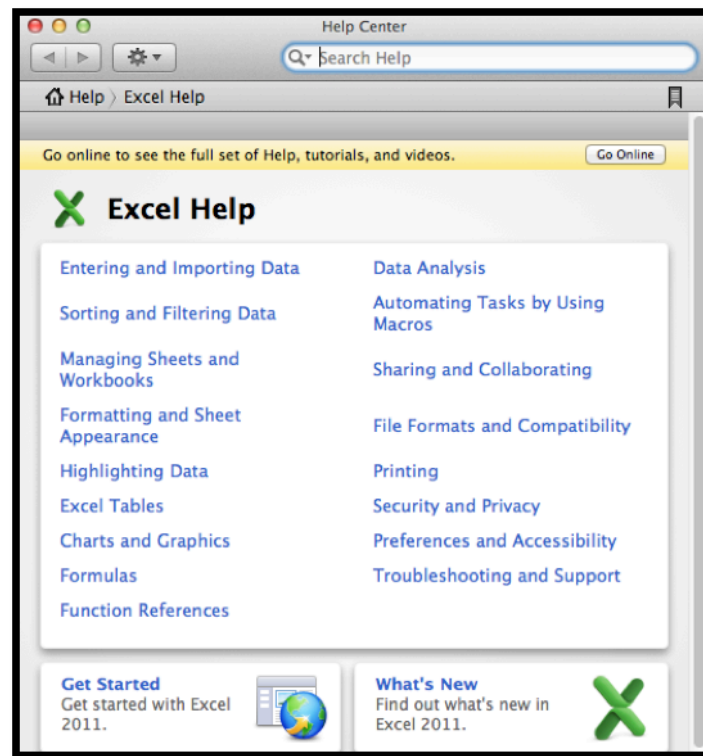 Help Center
Search Help
Help 〉 Excel Help
Go online to see the full set of Help, tutorials, and videos.
Go Online
Excel Help
Entering and Importing Data
Sorting and Filtering Data
Managing Sheets and
Workbooks
Formatting and Sheet
Appearance
Highlighting Data
Excel Tables
Charts and Graphics
Formulas
Function References
Data Analysis
Automating Tasks by Using
Macros
Sharing and Collaborating
File Formats and Compatibility
Printing
Security and Privacy
Preferences and Accessibility
Troubleshooting and Support
Get Started
Get started with Excel
2011.
What's New
Find out what's new in
Excel 2011.